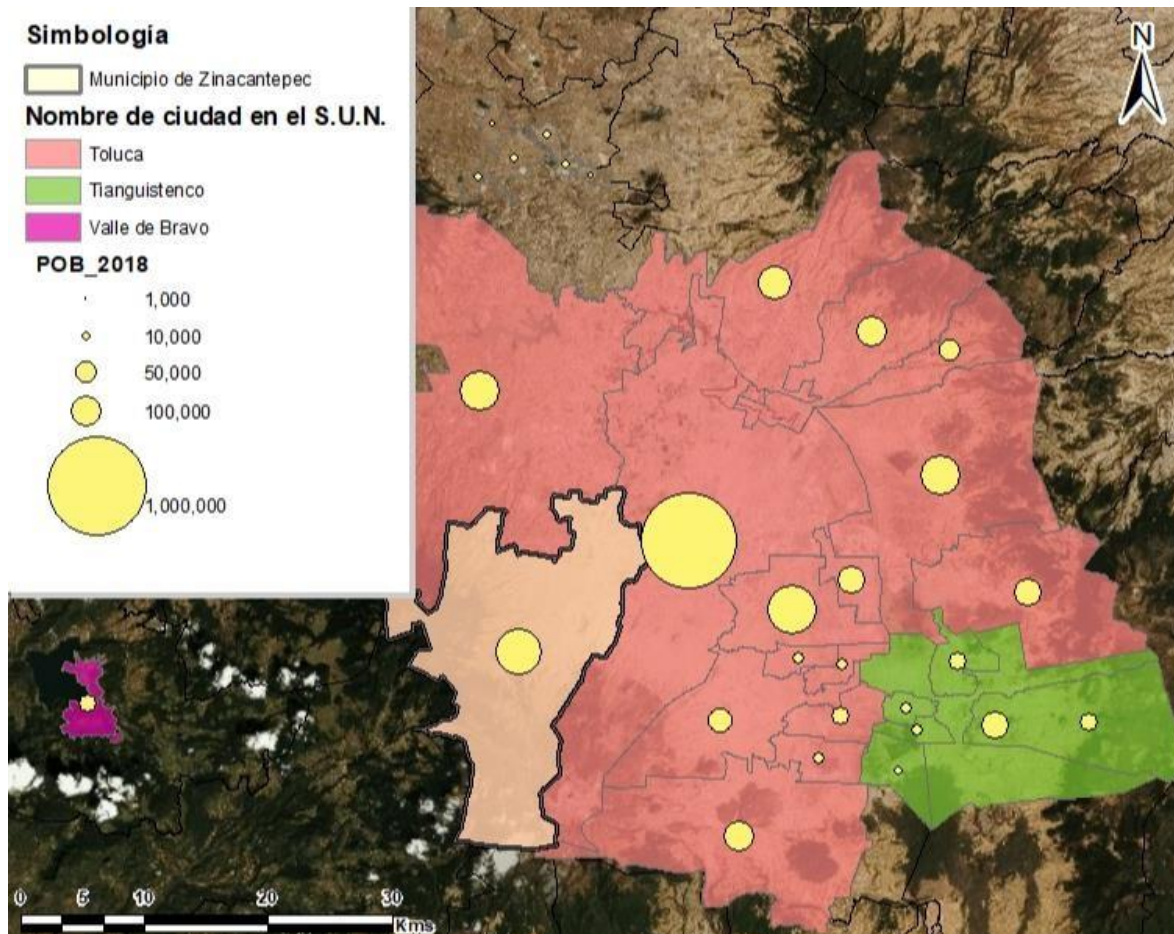 Simbología
Municipio de Zinacantepec
Nombre de ciudad en el S.U.N.
Toluca
Tianguistenco
Valle de Bravo
POB_2018
1,000
10,000
50,000
100,000
1,000,000
N
0 5 10 20 30
Kms